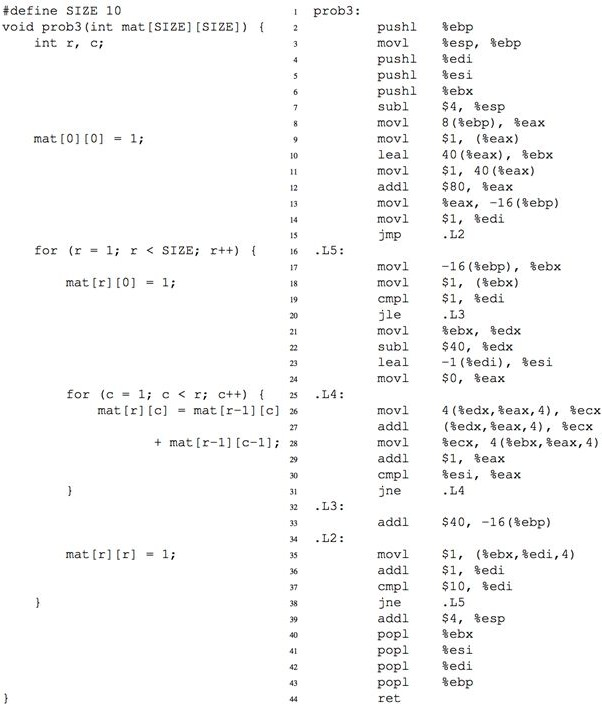 #define SIZE 10 1 prob3:
void prob3(int mat[SIZE][SIZE]) { 2 pushl %ebp
int r, c; 3 movl %esp, %ebp
4 pushl %edi
5 pushl %esi
6 pushl %ebx
7 subl $4, %esp
8 movl 8(%ebp), %eax
mat[0][0] = 1; 9 movl $1, (%eax)
10 leal 40(%eax), %ebx
11 movl $1, 40(%eax)
12 addl $80, %eax
13 movl %eax, -16(%ebp)
14 movl $1, %edi
15 jmp .L2
for (r = 1; r < SIZE; r++) { 16 .L5:
17 movl -16(%ebp), %ebx
mat[r][0] = 1; 18 movl $1, (%ebx)
19 cmpl $1, %edi
20 jle .L3
21 movl %ebx, %edx
22 subl $40, %edx
23 leal -1(%edi), %esi
24 movl $0, %eax
for (c = 1; c < r; c++) { 25 .L4:
mat[r][c] = mat[r-1][c] 26 movl 4(%edx,%eax,4), %ecx
27 addl (%edx,%eax,4), %ecx
+ mat[r-1][c-1]; 28 movl %ecx, 4(%ebx,%eax,4)
29 addl $1, %eax
30 cmpl %esi, %eax
} 31 jne .L4
32 .L3:
33 addl $40, -16(%ebp)
34 .L2:
mat[r][r] = 1; 35 movl $1, (%ebx,%edi,4)
36 addl $1, %edi
37 cmpl $10, %edi
} 38 jne .L5
39 addl $4, %esp
40 popl %ebx
41 popl %esi
42 popl %edi
43 popl %ebp
} 44 ret